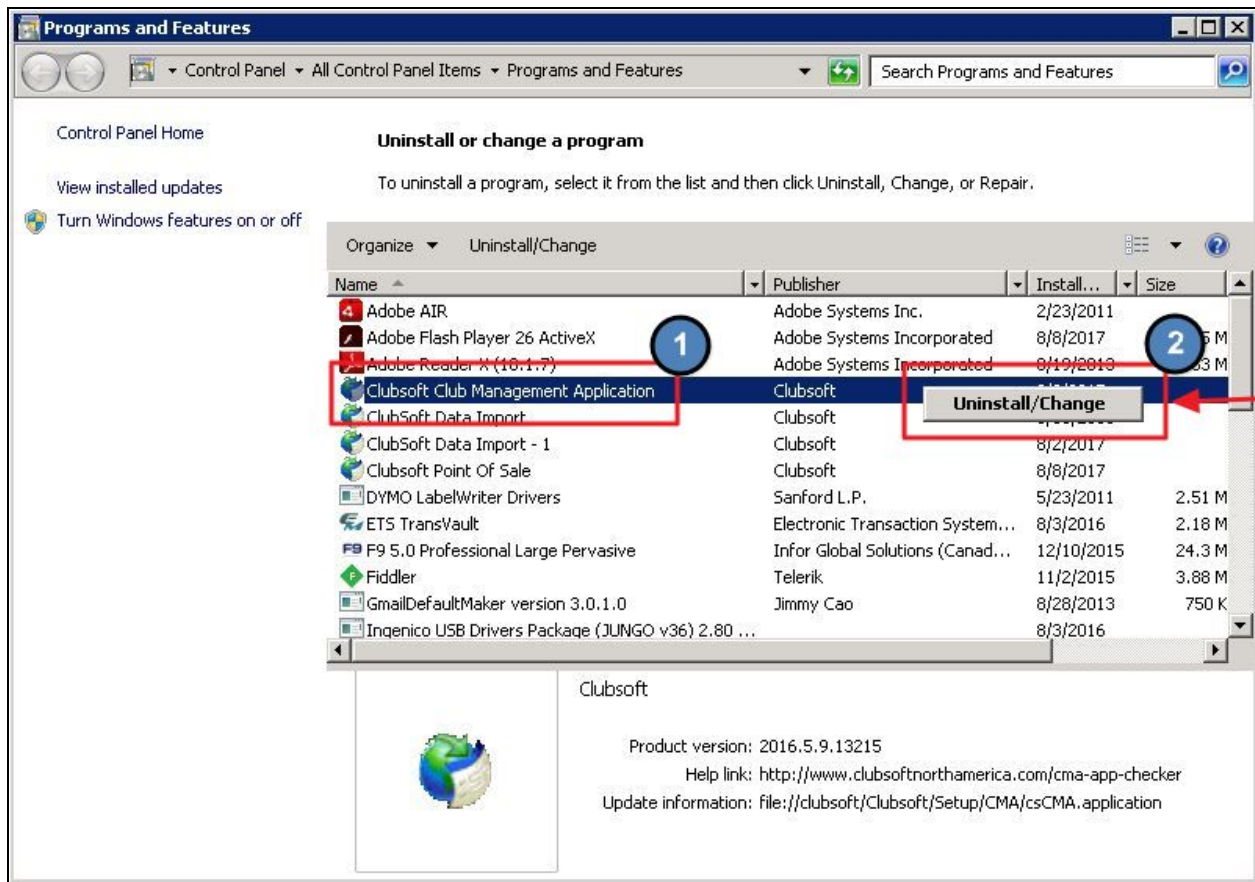 Programs and Features
Control Panel All Control Panel Items Programs and Features Search Programs and Features
Control Panel Home
View installed updates
Turn Windows features on or off
Uninstall or change a program
To uninstall a program, select it from the list and then click Uninstall, Change, or Repair.
Organize Uninstall/Change
Name Publisher Install... Size
Adobe AIR Adobe Systems Inc. 2/23/2011
Adobe Flash Player 26 ActiveX Adobe Systems Incorporated 8/8/2017 M
1
2
Adobe Reader X (10.1.7) Adobe Systems Incorporated 8/19/2013 M
Clubsoft Club Management Application Clubsoft
Uninstall/Change
ClubSoft Data Import Clubsoft
ClubSoft Data Import - 1 Clubsoft 8/2/2017
Clubsoft Point Of Sale Clubsoft 8/8/2017
DYMO LabelWriter Drivers Sanford L.P. 5/23/2011 2.51 M
ETS TransVault Electronic Transaction System... 8/3/2016 2.18 M
F9 F9 5.0 Professional Large Pervasive Infor Global Solutions (Canad... 12/10/2015 24.3 M
Fiddler Telerik 11/2/2015 3.88 M
GmailDefaultMaker version 3.0.1.0 Jimmy Cao 8/28/2013 750 K
Ingenico USB Drivers Package (JUNGO v36) 2.80 ... 8/3/2016
Clubsoft
Product version: 2016.5.9.13215
Help link: http://www.clubsoftnorthamerica.com/cma-app-checker
Update information: file://clubsoft/Clubsoft/Setup/CMA/csCMA.application